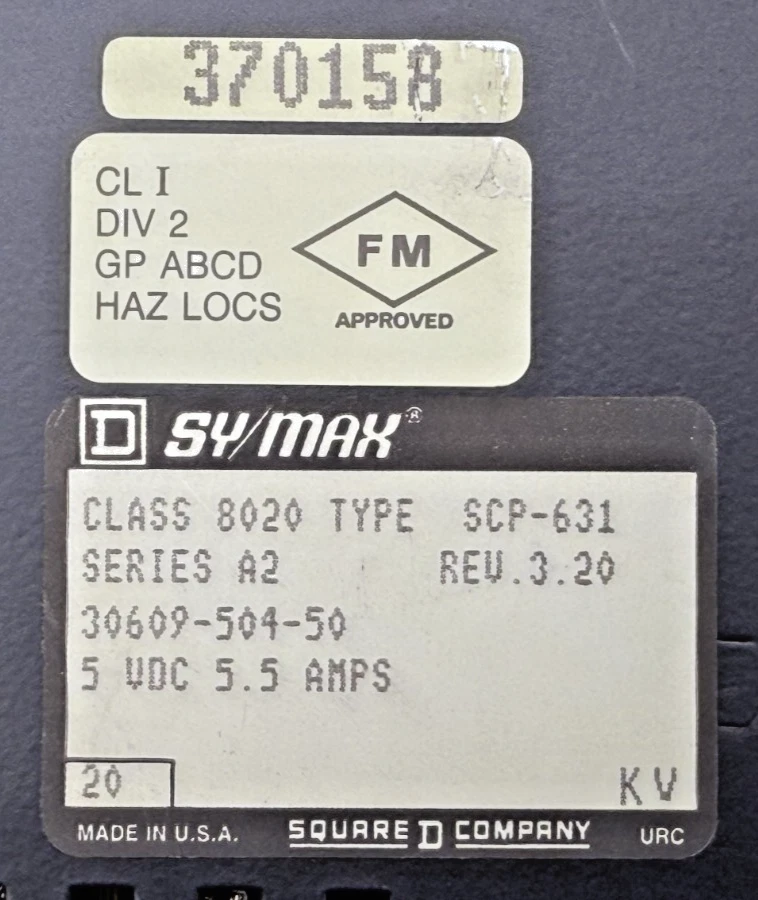 370158
CL I
DIV 2
GP ABCD
HAZ LOCS
FM
APPROVED
D SY/MAX®
CLASS 8020 TYPE SCP-631
SERIES A2 REV.3.20
30609-504-50
5 VDC 5.5 AMPS
20 KV
MADE IN U.S.A. SQUARE D COMPANY URC